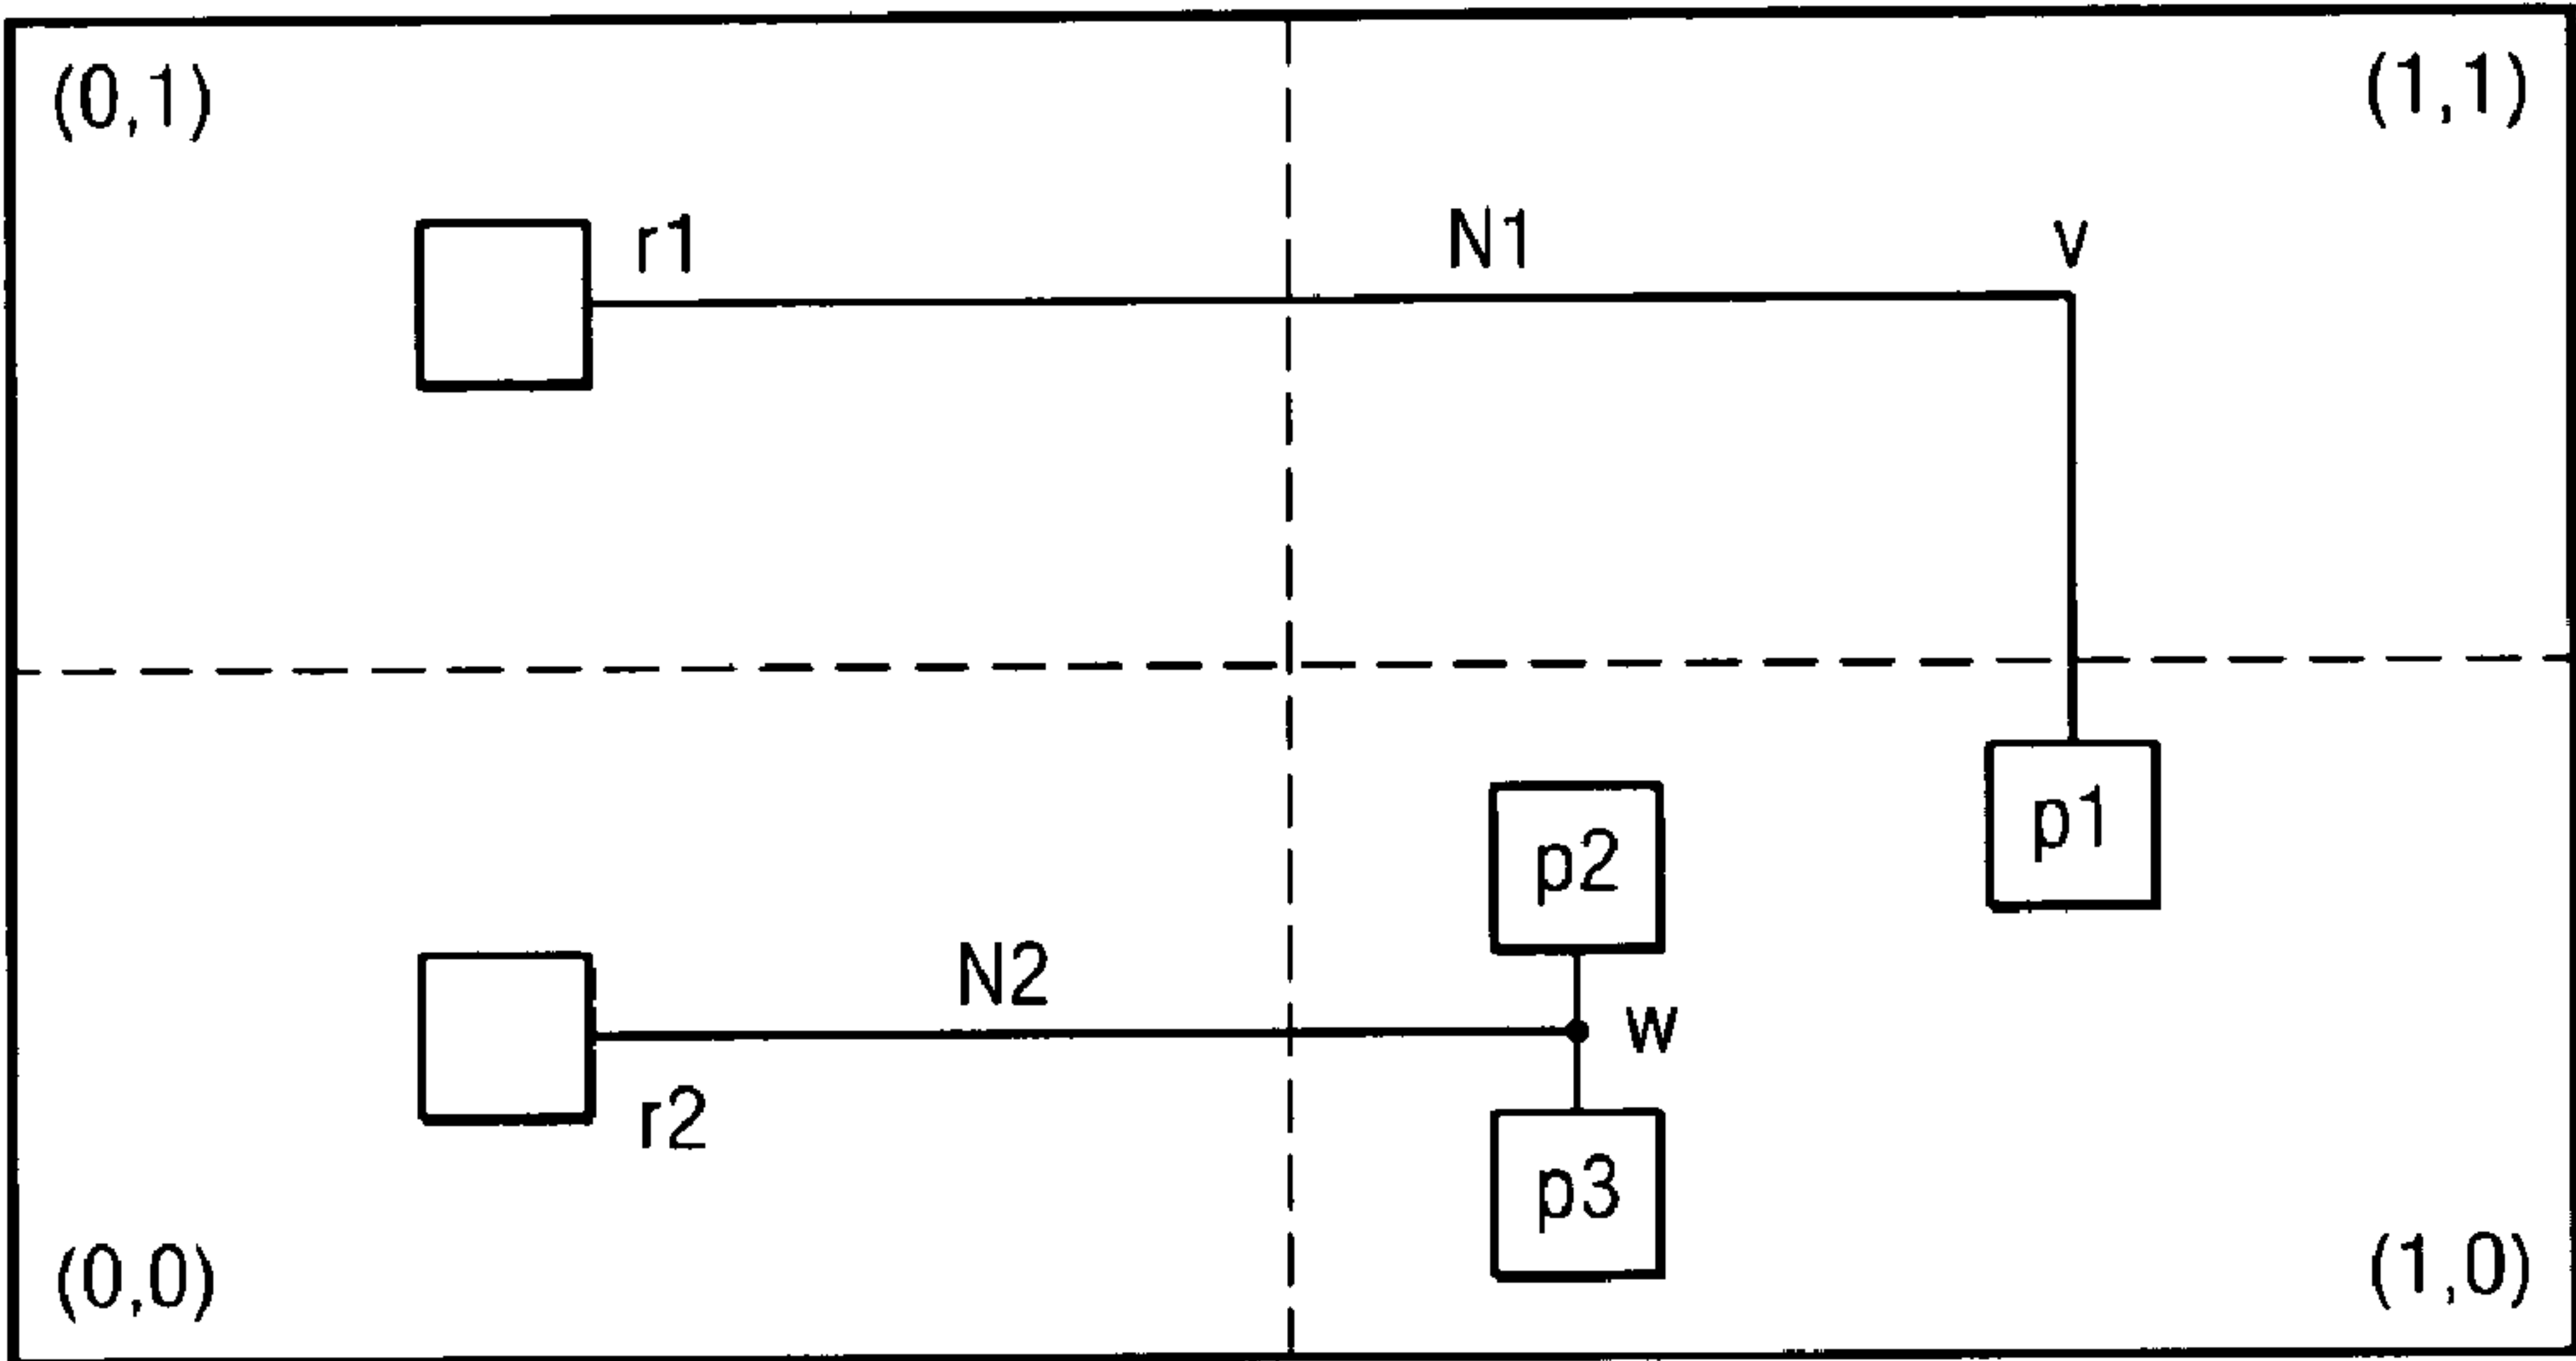 (0,1)
(1,1)
r1
N1
v
p1
p2
N2
w
r2
p3
(0,0)
(1,0)